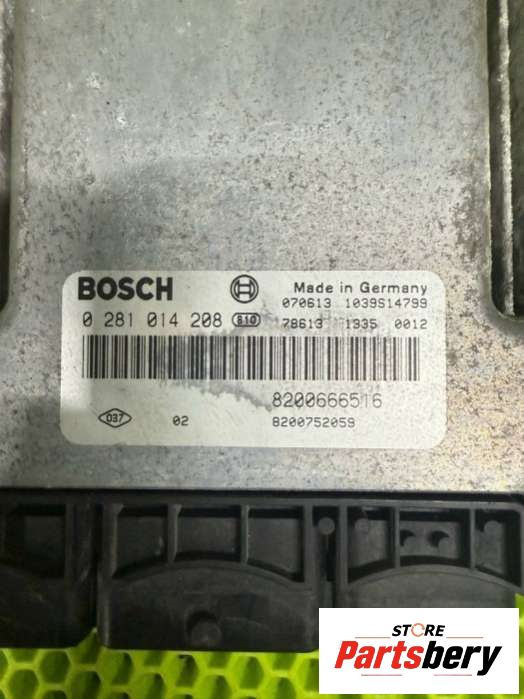 BOSCH
Made in Germany
070613 1039S14799
0 281 014 208 B10 78613 1335 0012
8200666516
037 02 8200752059
STORE
Partsbery